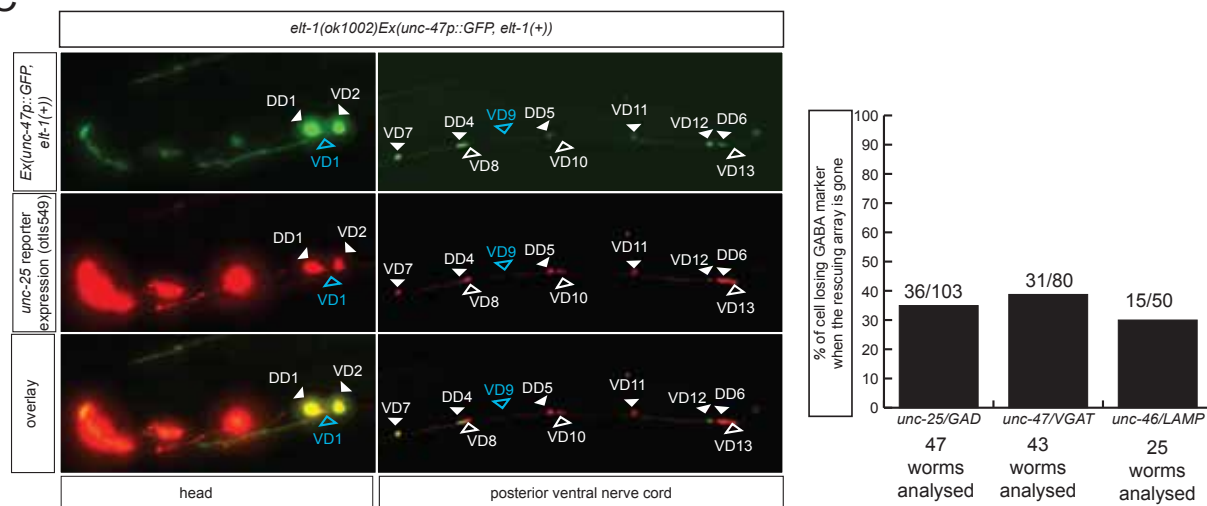 elt-1(ok1002)Ex(unc-47p::GFP, elt-1(+))
Ex(unc-47p::GFP,
elt-1(+))
DD1
VD2
VD1
VD7
DD4
VD9
DD5
VD11
VD12
DD6
VD8
VD10
VD13
unc-25 reporter
expression (otIs549)
DD1
VD2
VD1
VD7
DD4
VD9
DD5
VD11
VD12
DD6
VD8
VD10
VD13
overlay
DD1
VD2
VD1
VD7
DD4
VD9
DD5
VD11
VD12
DD6
VD8
VD10
VD13
head
posterior ventral nerve cord
% of cell losing GABA marker
when the rescuing array is gone
100
90
80
70
60
50
40
30
20
10
0
36/103
31/80
15/50
unc-25/GAD
unc-47/VGAT
unc-46/LAMP
47
worms
analysed
43
worms
analysed
25
worms
analysed